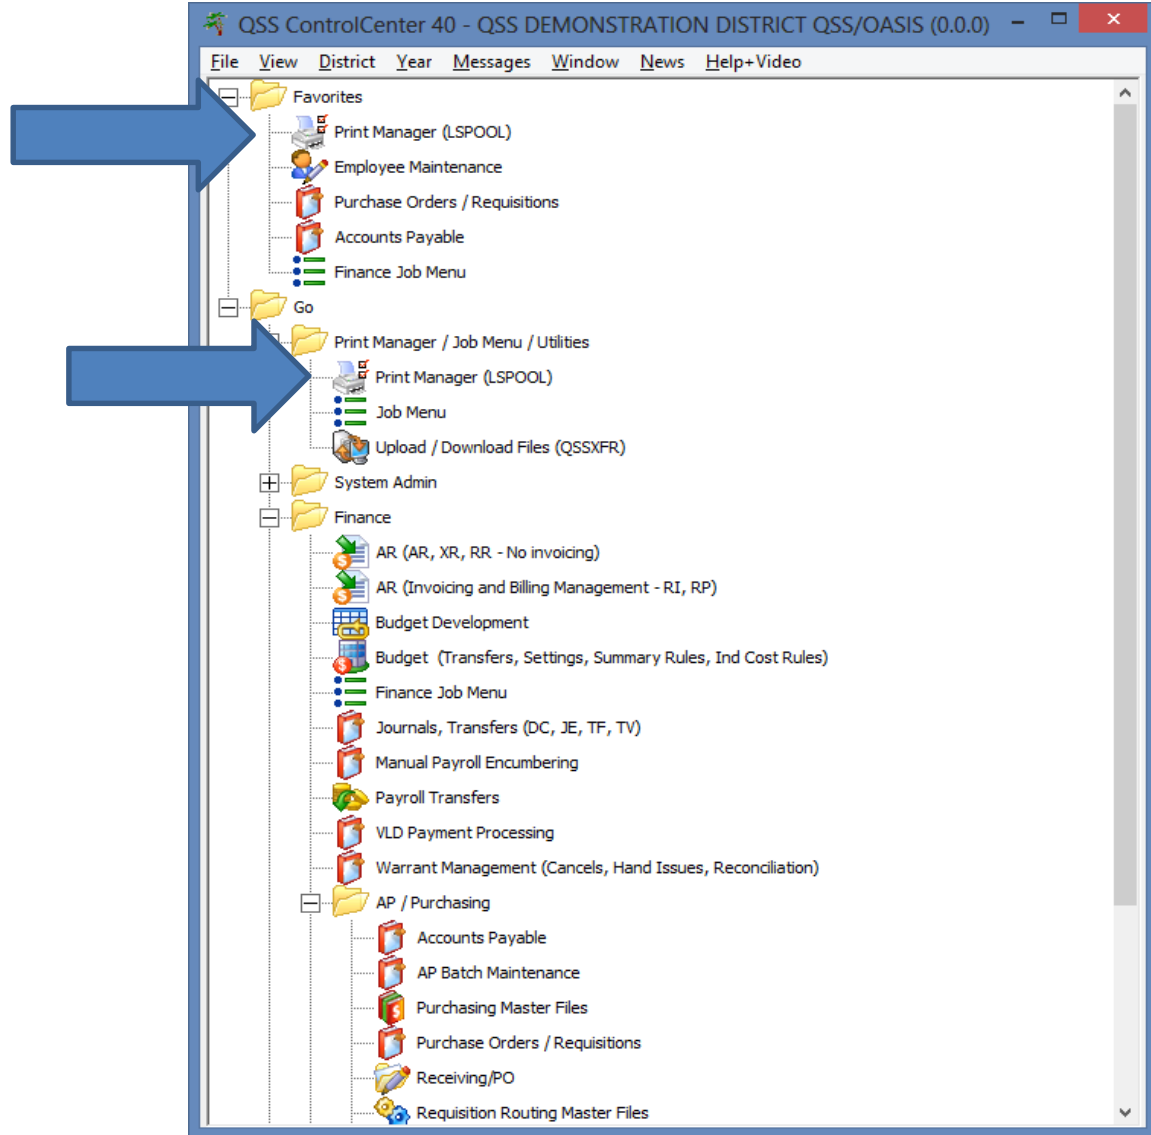 QSS ControlCenter 40 - QSS DEMONSTRATION DISTRICT QSS/OASIS (0.0.0)
File View District Year Messages Window News Help+Video
Favorites
Print Manager (LSPOOL)
Employee Maintenance
Purchase Orders / Requisitions
Accounts Payable
Finance Job Menu
Go
Print Manager / Job Menu / Utilities
Print Manager (LSPOOL)
Job Menu
Upload / Download Files (QSSXFR)
System Admin
Finance
AR (AR, XR, RR - No invoicing)
AR (Invoicing and Billing Management - RI, RP)
Budget Development
Budget  (Transfers, Settings, Summary Rules, Ind Cost Rules)
Finance Job Menu
Journals, Transfers (DC, JE, TF, TV)
Manual Payroll Encumbering
Payroll Transfers
VLD Payment Processing
Warrant Management (Cancels, Hand Issues, Reconciliation)
AP / Purchasing
Accounts Payable
AP Batch Maintenance
Purchasing Master Files
Purchase Orders / Requisitions
Receiving/PO
Requisition Routing Master Files